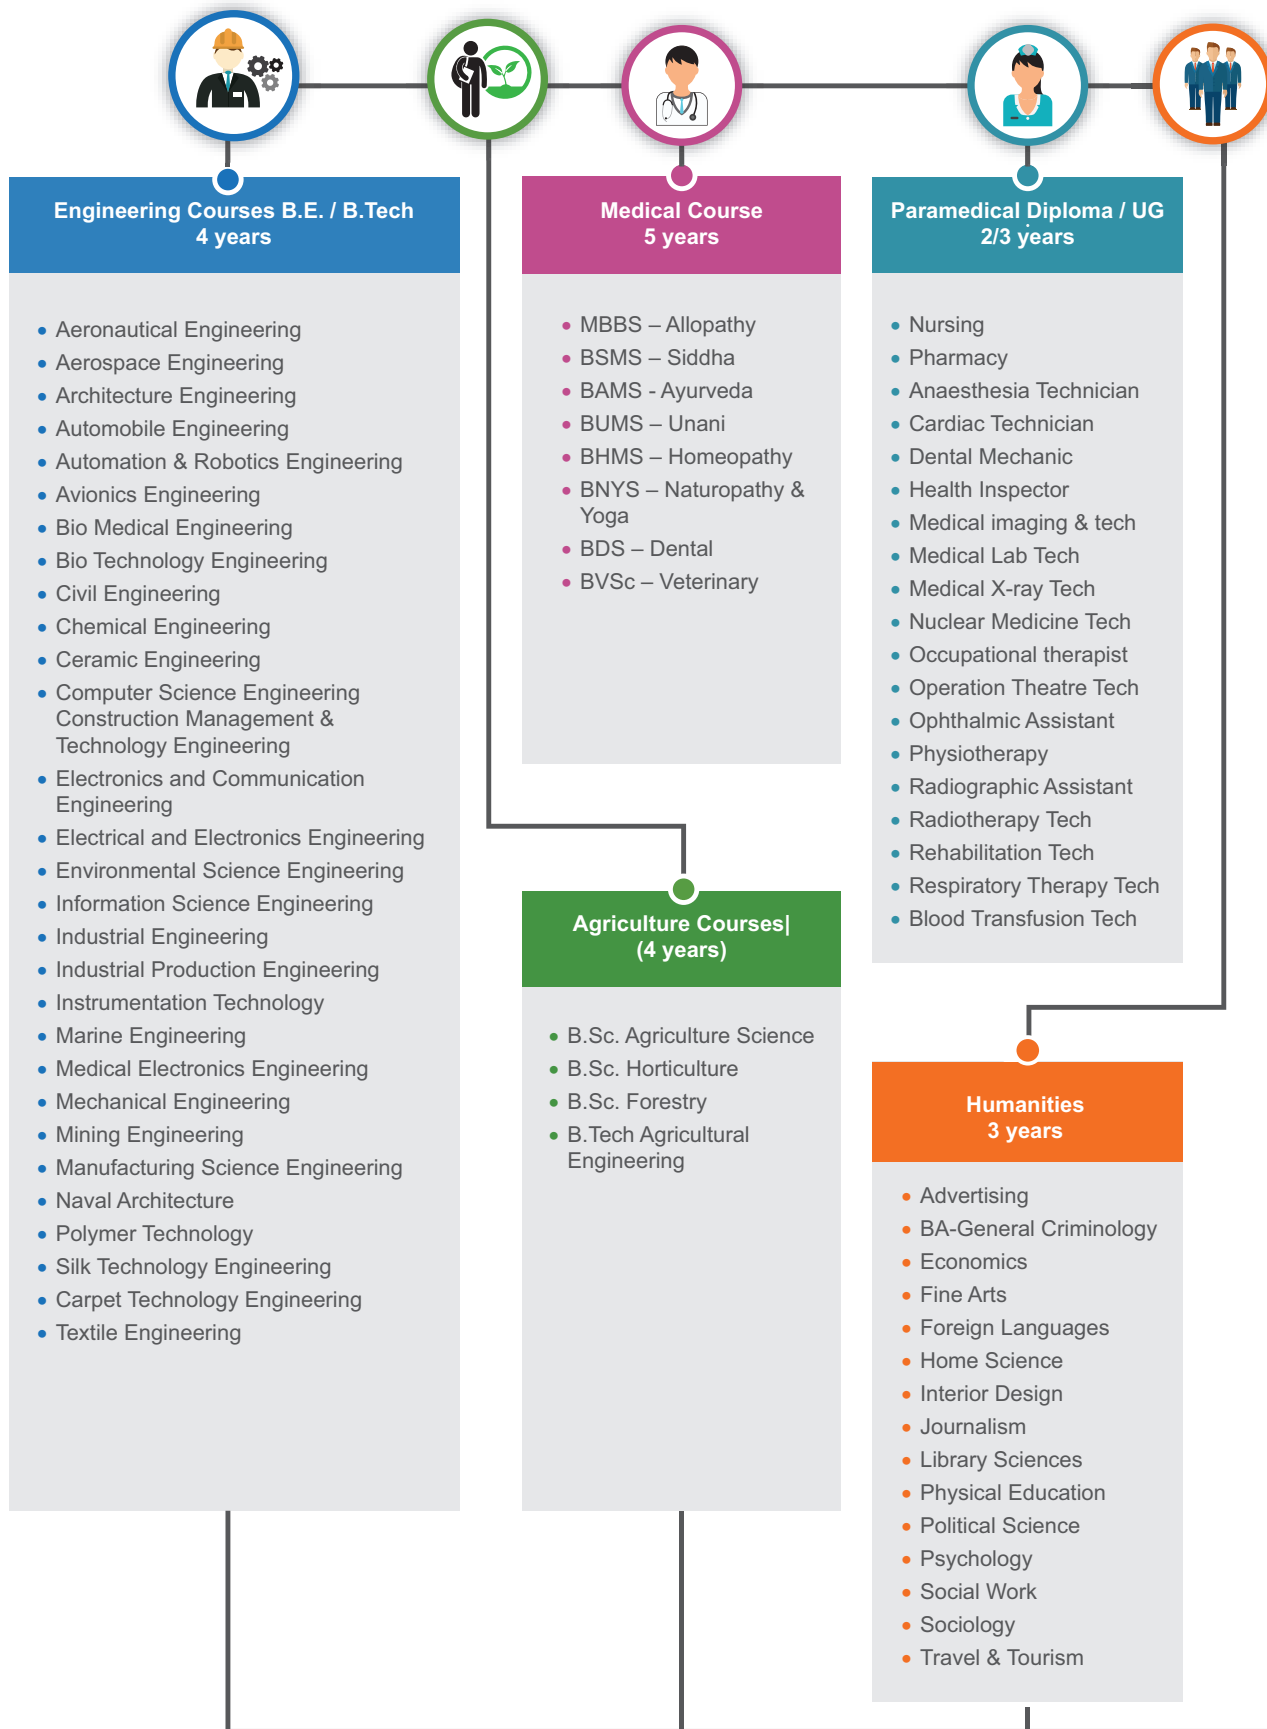 Engineering Courses B.E. / B.Tech
4 years
• Aeronautical Engineering
• Aerospace Engineering
• Architecture Engineering
• Automobile Engineering
• Automation & Robotics Engineering
• Avionics Engineering
• Bio Medical Engineering
• Bio Technology Engineering
• Civil Engineering
• Chemical Engineering
• Ceramic Engineering
• Computer Science Engineering
Construction Management &
Technology Engineering
• Electronics and Communication
Engineering
• Electrical and Electronics Engineering
• Environmental Science Engineering
• Information Science Engineering
• Industrial Engineering
• Industrial Production Engineering
• Instrumentation Technology
• Marine Engineering
• Medical Electronics Engineering
• Mechanical Engineering
• Mining Engineering
• Manufacturing Science Engineering
• Naval Architecture
• Polymer Technology
• Silk Technology Engineering
• Carpet Technology Engineering
• Textile Engineering
Medical Course
5 years
• MBBS – Allopathy
• BSMS – Siddha
• BAMS - Ayurveda
• BUMS – Unani
• BHMS – Homeopathy
• BNYS – Naturopathy &
Yoga
• BDS – Dental
• BVSc – Veterinary
Agriculture Courses|
(4 years)
• B.Sc. Agriculture Science
• B.Sc. Horticulture
• B.Sc. Forestry
• B.Tech Agricultural
Engineering
Paramedical Diploma / UG
2/3 years
• Nursing
• Pharmacy
• Anaesthesia Technician
• Cardiac Technician
• Dental Mechanic
• Health Inspector
• Medical imaging & tech
• Medical Lab Tech
• Medical X-ray Tech
• Nuclear Medicine Tech
• Occupational therapist
• Operation Theatre Tech
• Ophthalmic Assistant
• Physiotherapy
• Radiographic Assistant
• Radiotherapy Tech
• Rehabilitation Tech
• Respiratory Therapy Tech
• Blood Transfusion Tech
Humanities
3 years
• Advertising
• BA-General Criminology
• Economics
• Fine Arts
• Foreign Languages
• Home Science
• Interior Design
• Journalism
• Library Sciences
• Physical Education
• Political Science
• Psychology
• Social Work
• Sociology
• Travel & Tourism